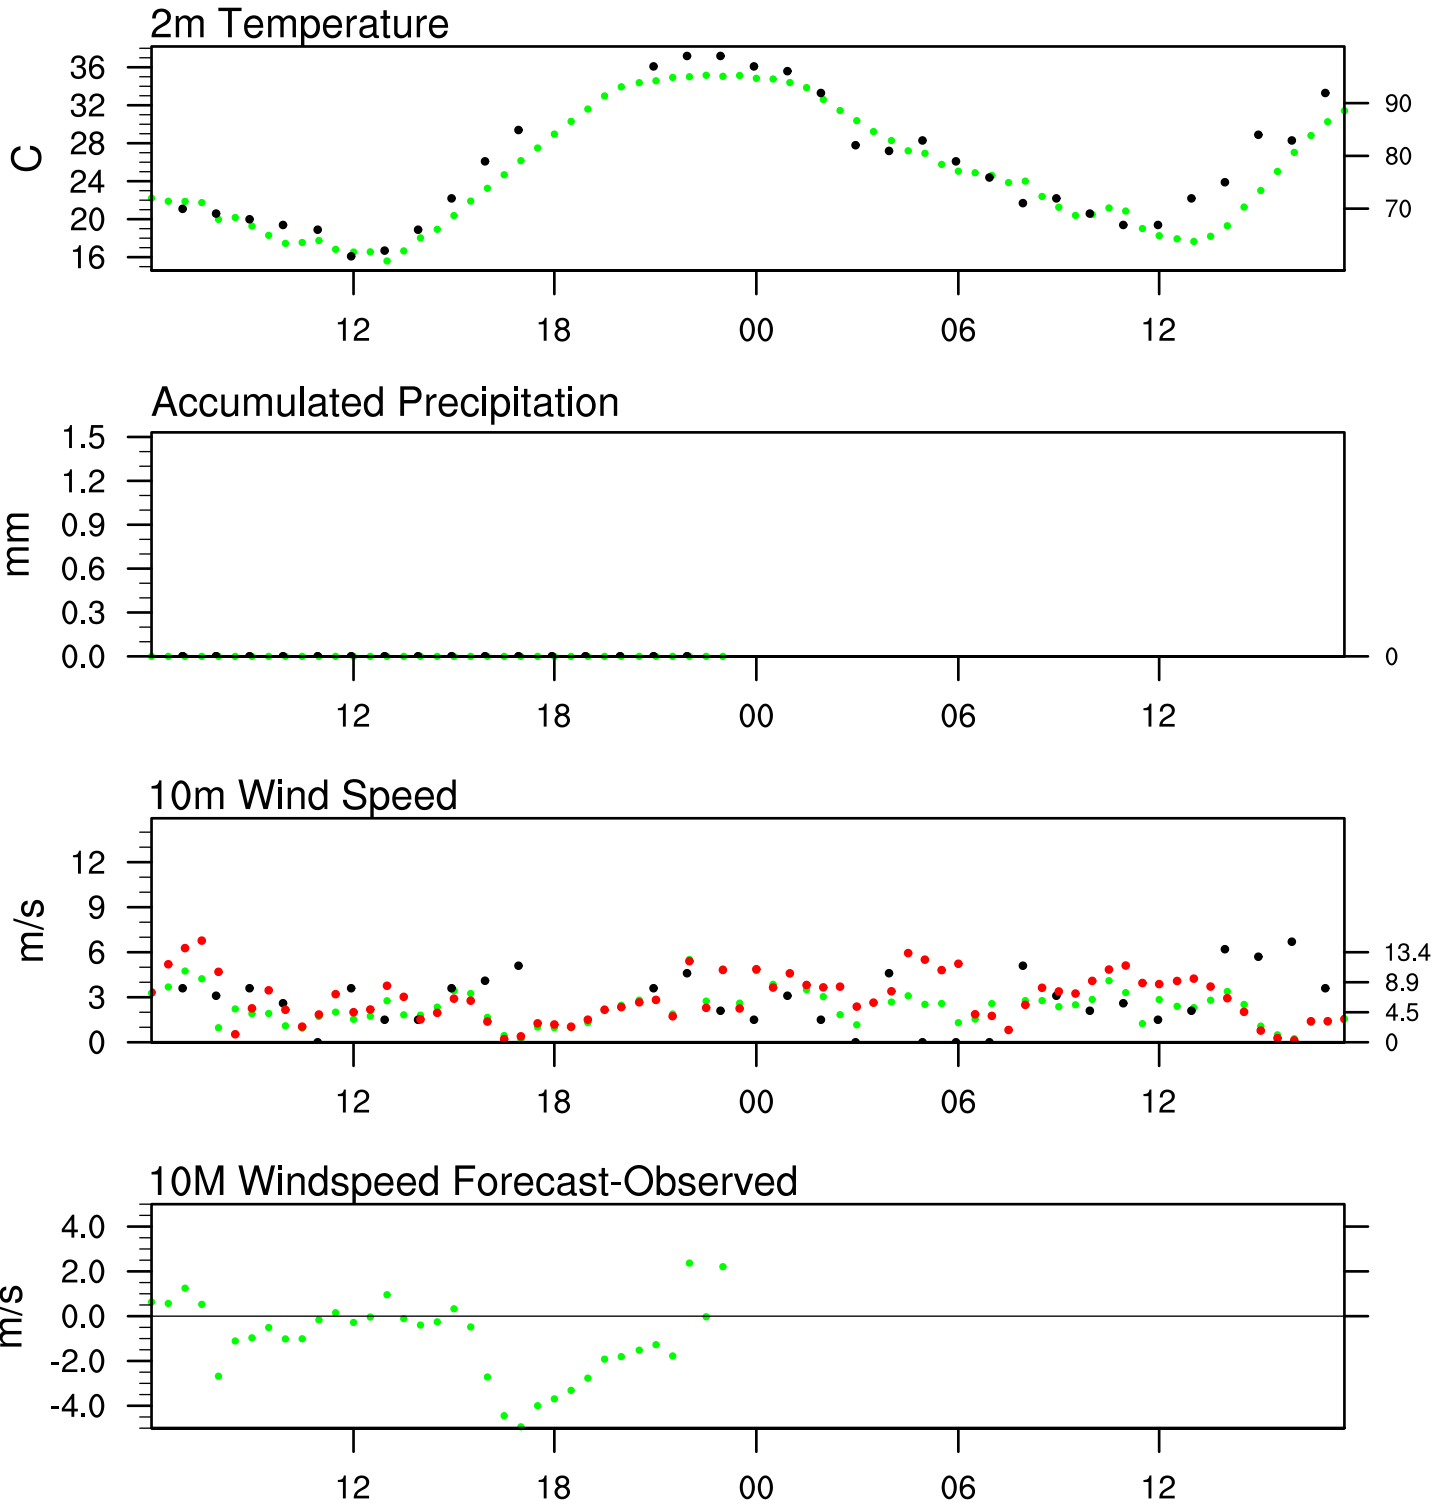 2m Temperature
36
32
28
24
20
16
C
90
80
70
12 18 00 06 12
Accumulated Precipitation
1.5
1.2
0.9
0.6
0.3
0.0
mm
0
12 18 00 06 12
10m Wind Speed
12
9
6
3
0
m/s
13.4
8.9
4.5
0
12 18 00 06 12
10M Windspeed Forecast-Observed
4.0
2.0
0.0
-2.0
-4.0
m/s
12 18 00 06 12